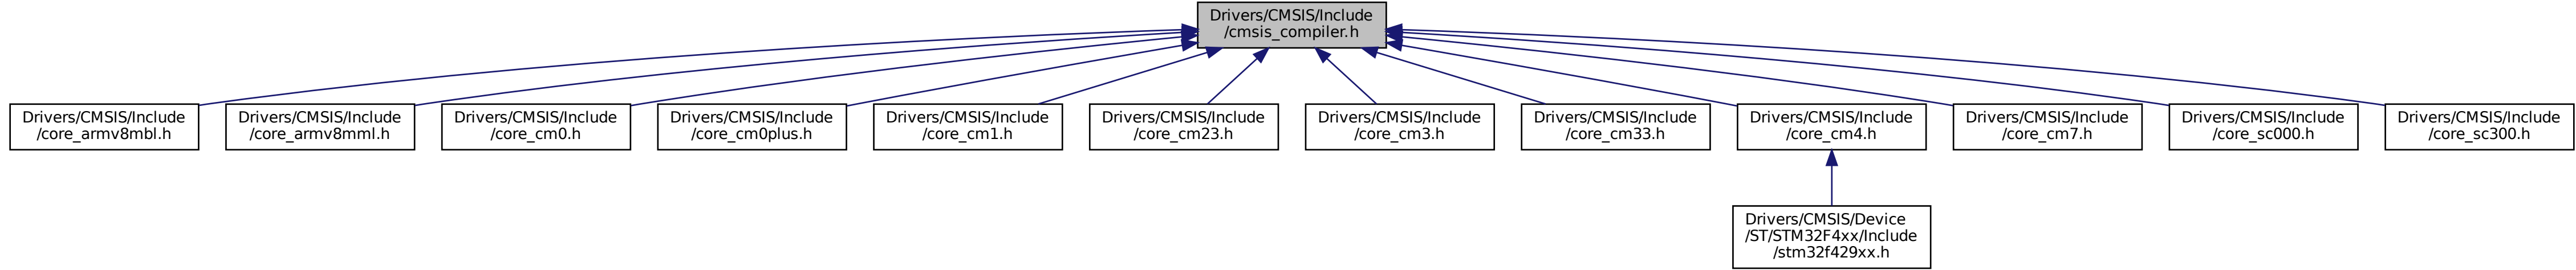 Drivers/CMSIS/Include
/cmsis_compiler.h
Drivers/CMSIS/Include
/core_armv8mbl.h
Drivers/CMSIS/Include
/core_armv8mml.h
Drivers/CMSIS/Include
/core_cm0.h
Drivers/CMSIS/Include
/core_cm0plus.h
Drivers/CMSIS/Include
/core_cm1.h
Drivers/CMSIS/Include
/core_cm23.h
Drivers/CMSIS/Include
/core_cm3.h
Drivers/CMSIS/Include
/core_cm33.h
Drivers/CMSIS/Include
/core_cm4.h
Drivers/CMSIS/Include
/core_cm7.h
Drivers/CMSIS/Include
/core_sc000.h
Drivers/CMSIS/Include
/core_sc300.h
Drivers/CMSIS/Device
/ST/STM32F4xx/Include
/stm32f429xx.h